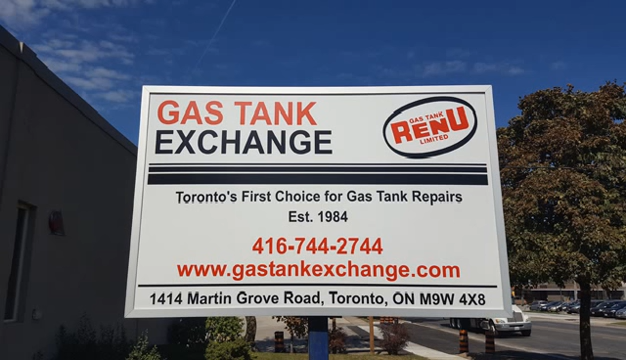 GAS TANK
EXCHANGE
GAS TANK
RENU
LIMITED
Toronto's First Choice for Gas Tank Repairs
Est. 1984
416-744-2744
www.gastankexchange.com
1414 Martin Grove Road, Toronto, ON M9W 4X8